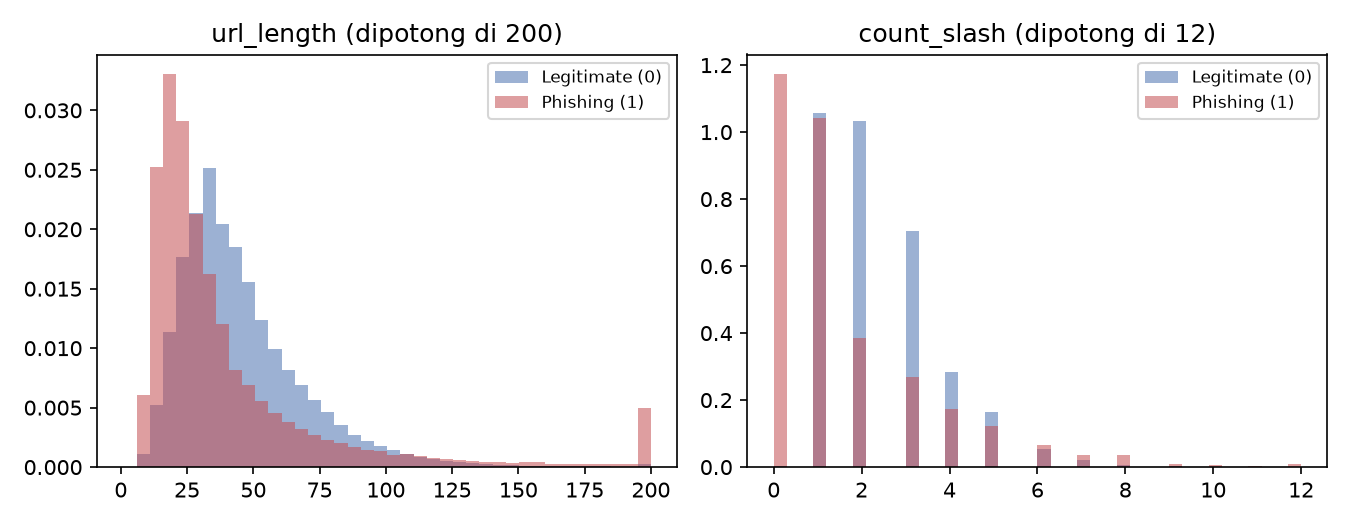 url_length (dipotong di 200)
Legitimate (0)
Phishing (1)
0.030
0.025
0.020
0.015
0.010
0.005
0.000
0 25 50 75 100 125 150 175 200
count_slash (dipotong di 12)
Legitimate (0)
Phishing (1)
1.2
1.0
0.8
0.6
0.4
0.2
0.0
0 2 4 6 8 10 12